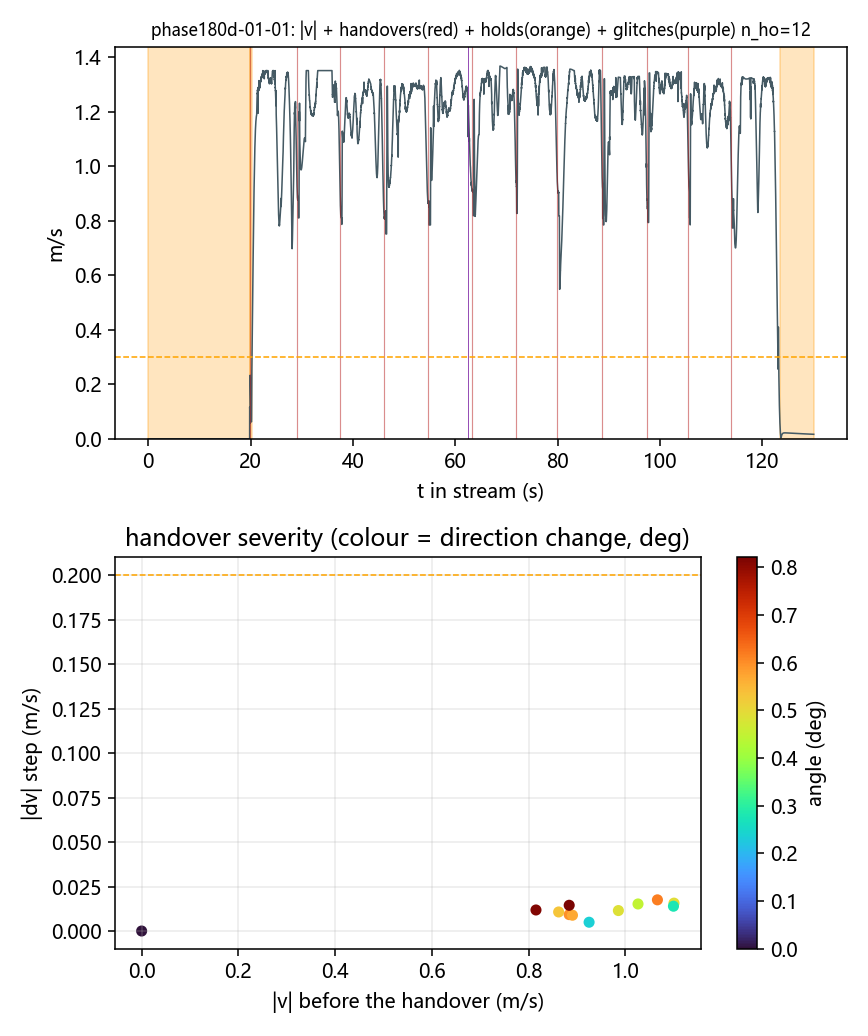 phase180d-01-01: |v| + handovers(red) + holds(orange) + glitches(purple) n_ho=12
1.4
1.2
1.0
0.8
0.6
0.4
0.2
0.0
m/s
0 20 40 60 80 100 120
t in stream (s)
handover severity (colour = direction change, deg)
0.200
0.175
0.150
0.125
0.100
0.075
0.050
0.025
0.000
|dv| step (m/s)
0.0 0.2 0.4 0.6 0.8 1.0
|v| before the handover (m/s)
0.8
0.7
0.6
0.5
0.4
0.3
0.2
0.1
0.0
angle (deg)